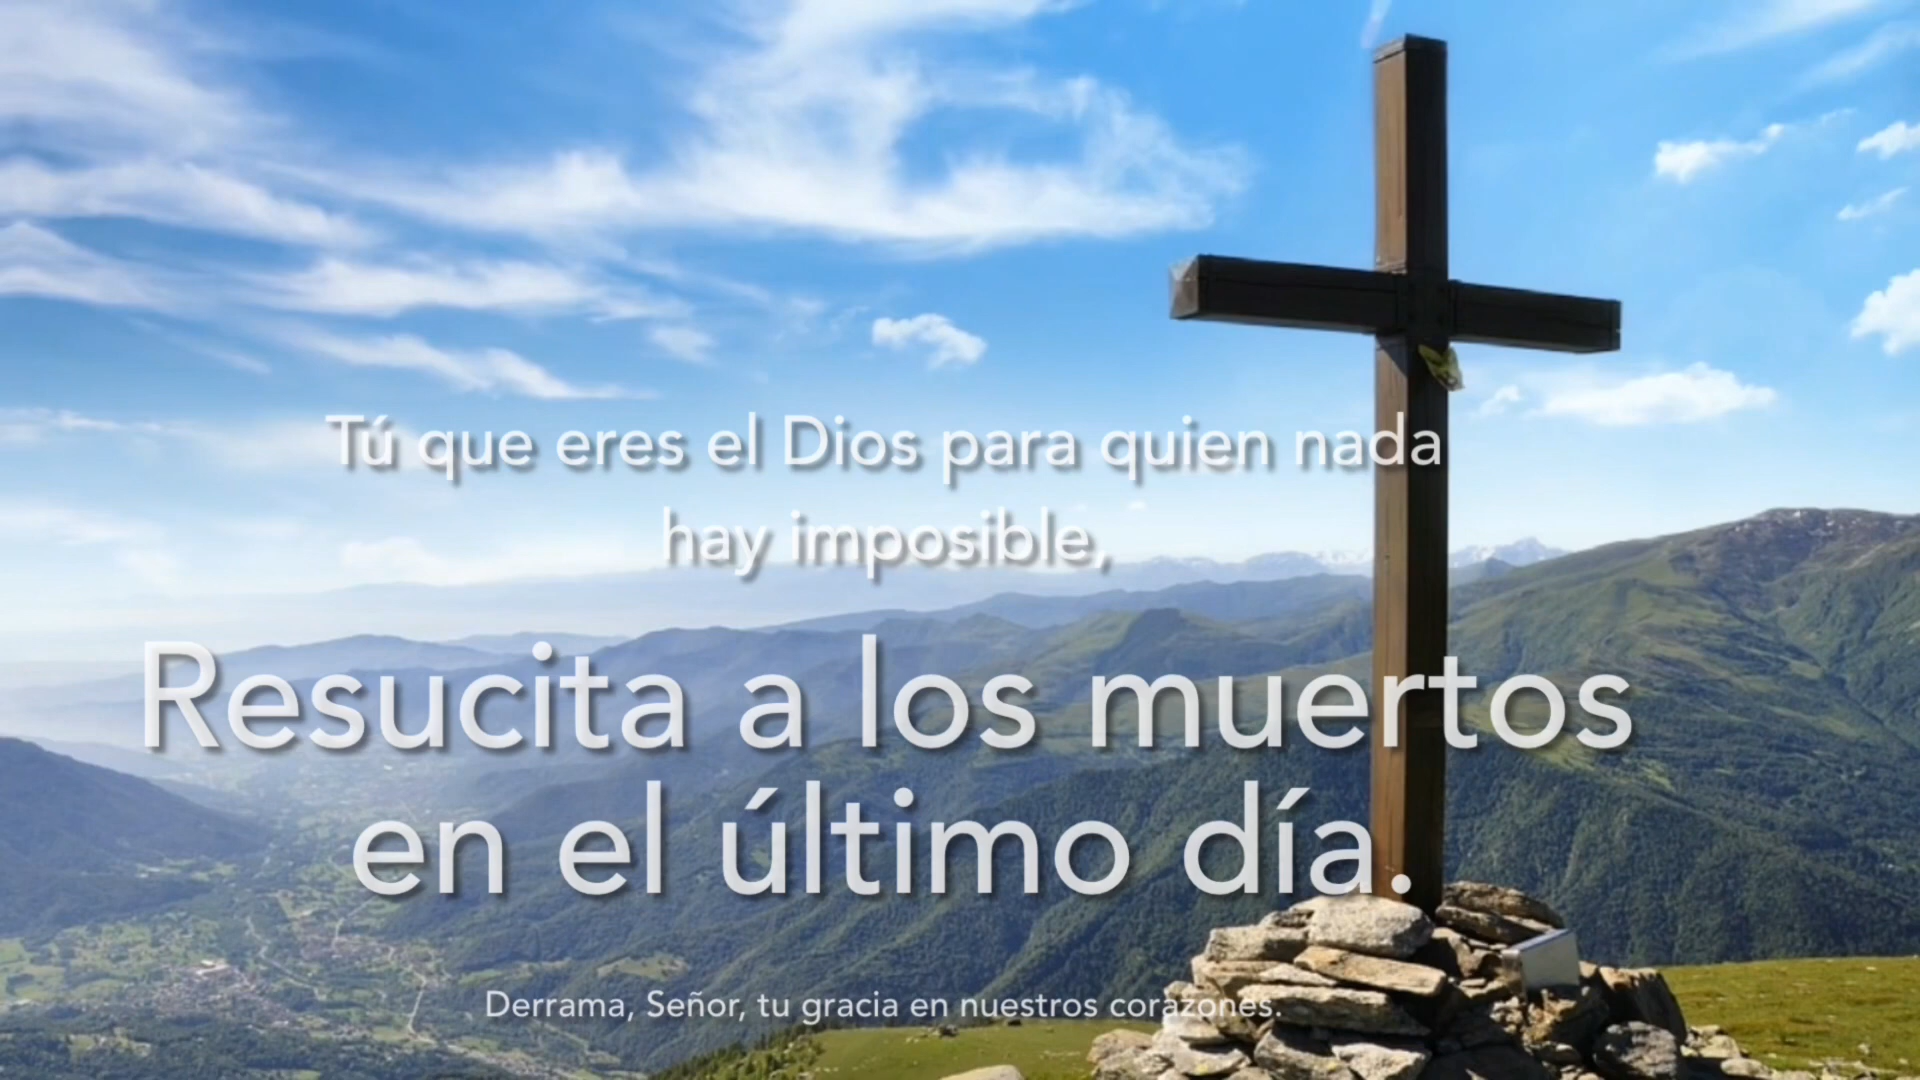 Tú que eres el Dios para quien nada
hay imposible,
Resucita a los muertos
en el último día.
Derrama, Señor, tu gracia en nuestros corazones.